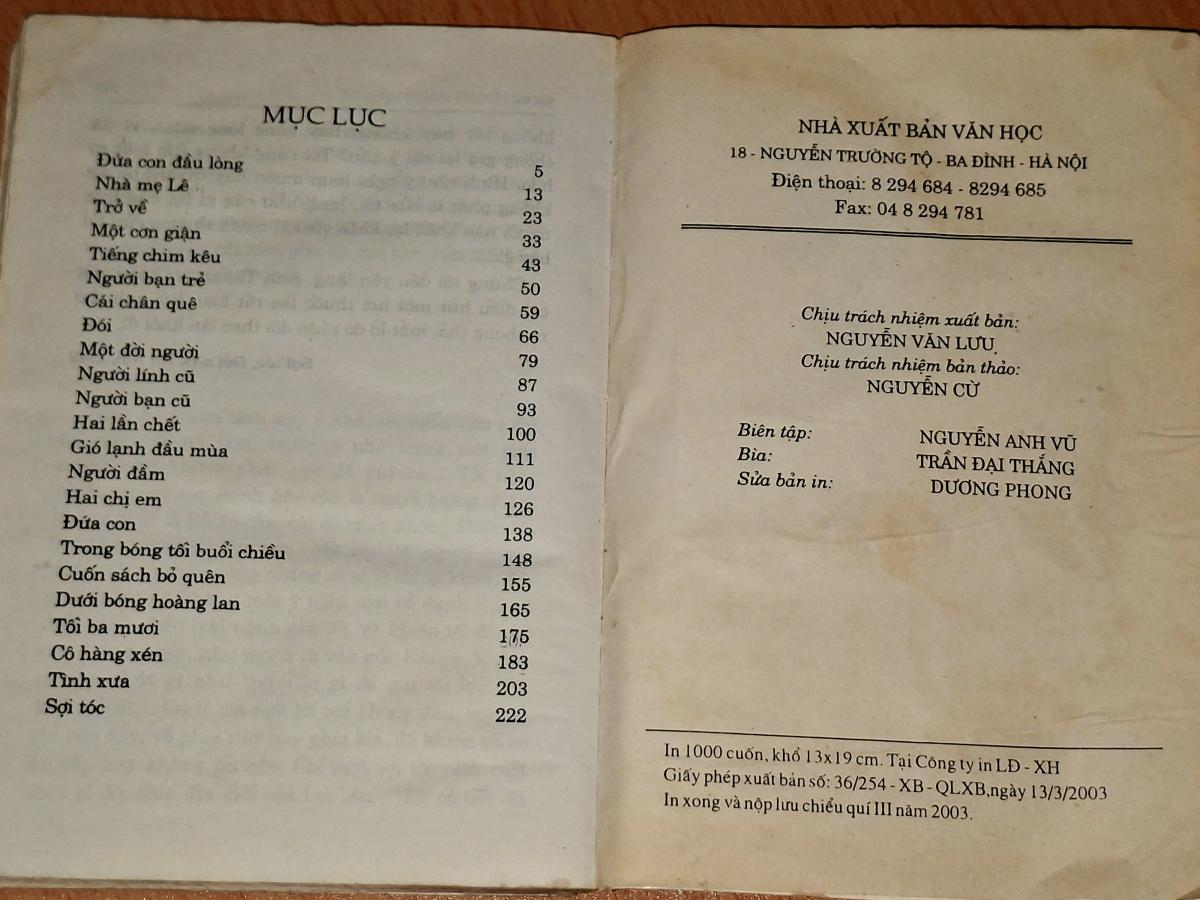 MỤC LỤC
Đứa con đầu lòng 5
Nhà mẹ Lê 13
Trở về 23
Một cơn giận 33
Tiếng chim kêu 43
Người bạn trẻ 50
Cái chân quê 59
Đói 66
Một đời người 79
Người lính cũ 87
Người bạn cũ 93
Hai lần chết 100
Gió lạnh đầu mùa 111
Người đầm 120
Hai chị em 126
Đứa con 138
Trong bóng tối buổi chiều 148
Cuốn sách bỏ quên 155
Dưới bóng hoàng lan 165
Tối ba mươi 175
Cô hàng xén 183
Tình xưa 203
Sợi tóc 222
NHÀ XUẤT BẢN VĂN HỌC
18 - NGUYỄN TRƯỜNG TỘ - BA ĐÌNH - HÀ NỘI
Điện thoại: 8 294 684 - 8294 685
Fax: 04 8 294 781
Chịu trách nhiệm xuất bản:
NGUYỄN VĂN LƯU
Chịu trách nhiệm bản thảo:
NGUYỄN CỪ
Biên tập: NGUYỄN ANH VŨ
Bìa: TRẦN ĐẠI THẮNG
Sửa bản in: DƯƠNG PHONG
In 1000 cuốn, khổ 13x19 cm. Tại Công ty in LĐ - XH
Giấy phép xuất bản số: 36/254 - XB - QLXB,ngày 13/3/2003
In xong và nộp lưu chiểu quí III năm 2003.